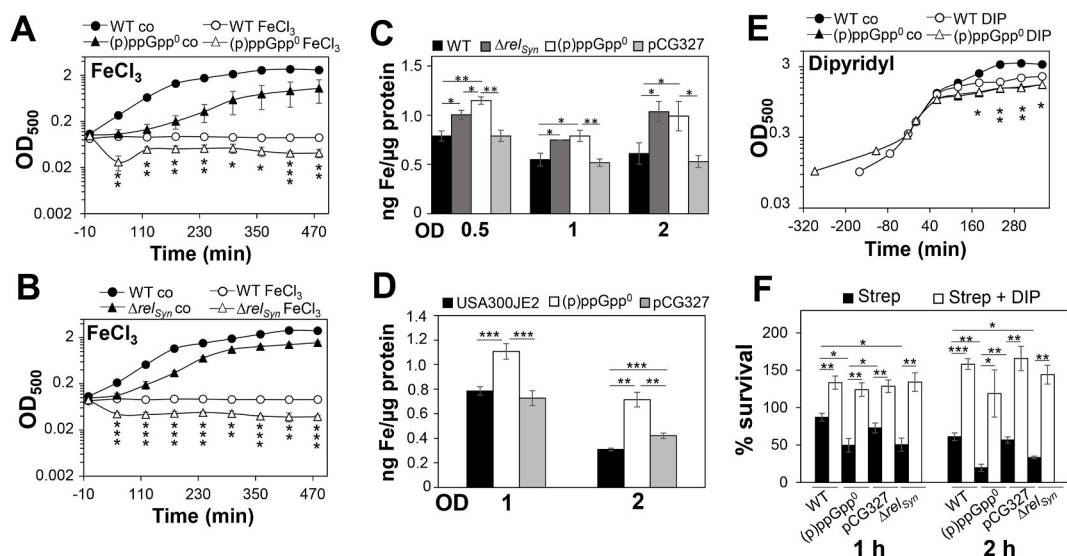 A
WT co
WT FeCl3
(p)ppGpp0 co
(p)ppGpp0 FeCl3
FeCl3
2
0.2
0.02
0.002
OD500
** * ** ** * * *** **
-10 110 230 350 470
Time (min)
B
WT co
WT FeCl3
ΔrelSyn co
ΔrelSyn FeCl3
FeCl3
2
0.2
0.02
0.002
OD500
*** *** *** *** ** *** ***
-10 110 230 350 470
Time (min)
C
WT ΔrelSyn (p)ppGpp0 pCG327
1.5
1.0
0.5
0.0
ng Fe/µg protein
** * * **
* * **
* * *
OD 0.5 1 2
D
USA300JE2 (p)ppGpp0 pCG327
1.4
1.2
1.0
0.8
0.6
0.4
0.2
ng Fe/µg protein
*** ***
***
** **
OD 1 2
E
WT co
WT DIP
(p)ppGpp0 co
(p)ppGpp0 DIP
Dipyridyl
3
0.3
0.03
OD500
* ** ** *
-320 -200 -80 40 160 280
Time (min)
F
Strep Strep + DIP
200
150
100
50
0
% survival
*
* *
** ** ** **
*
** **
*** * ** **
WT (p)ppGpp0 pCG327 ΔrelSyn WT (p)ppGpp0 pCG327 ΔrelSyn
1 h 2 h